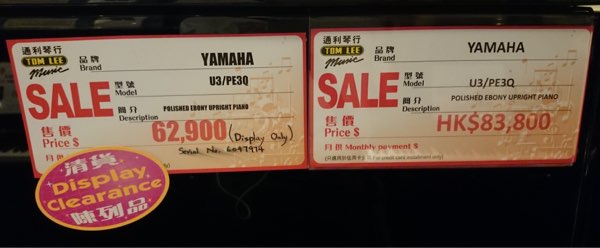 通利琴行
TOM LEE
Music
品牌
Brand
YAMAHA
SALE
型號
Model
U3/PE3Q
簡介
Description
POLISHED EBONY UPRIGHT PIANO
售價
Price $
62,900 (Display Only)
Serial No. 6047974
月供
清貨
Display
Clearance
陳列品
通利琴行
TOM LEE
Music
品牌
Brand
YAMAHA
SALE
型號
Model
U3/PE3Q
簡介
Description
POLISHED EBONY UPRIGHT PIANO
售價
Price $
HK$83,800
月供 Monthly payment $